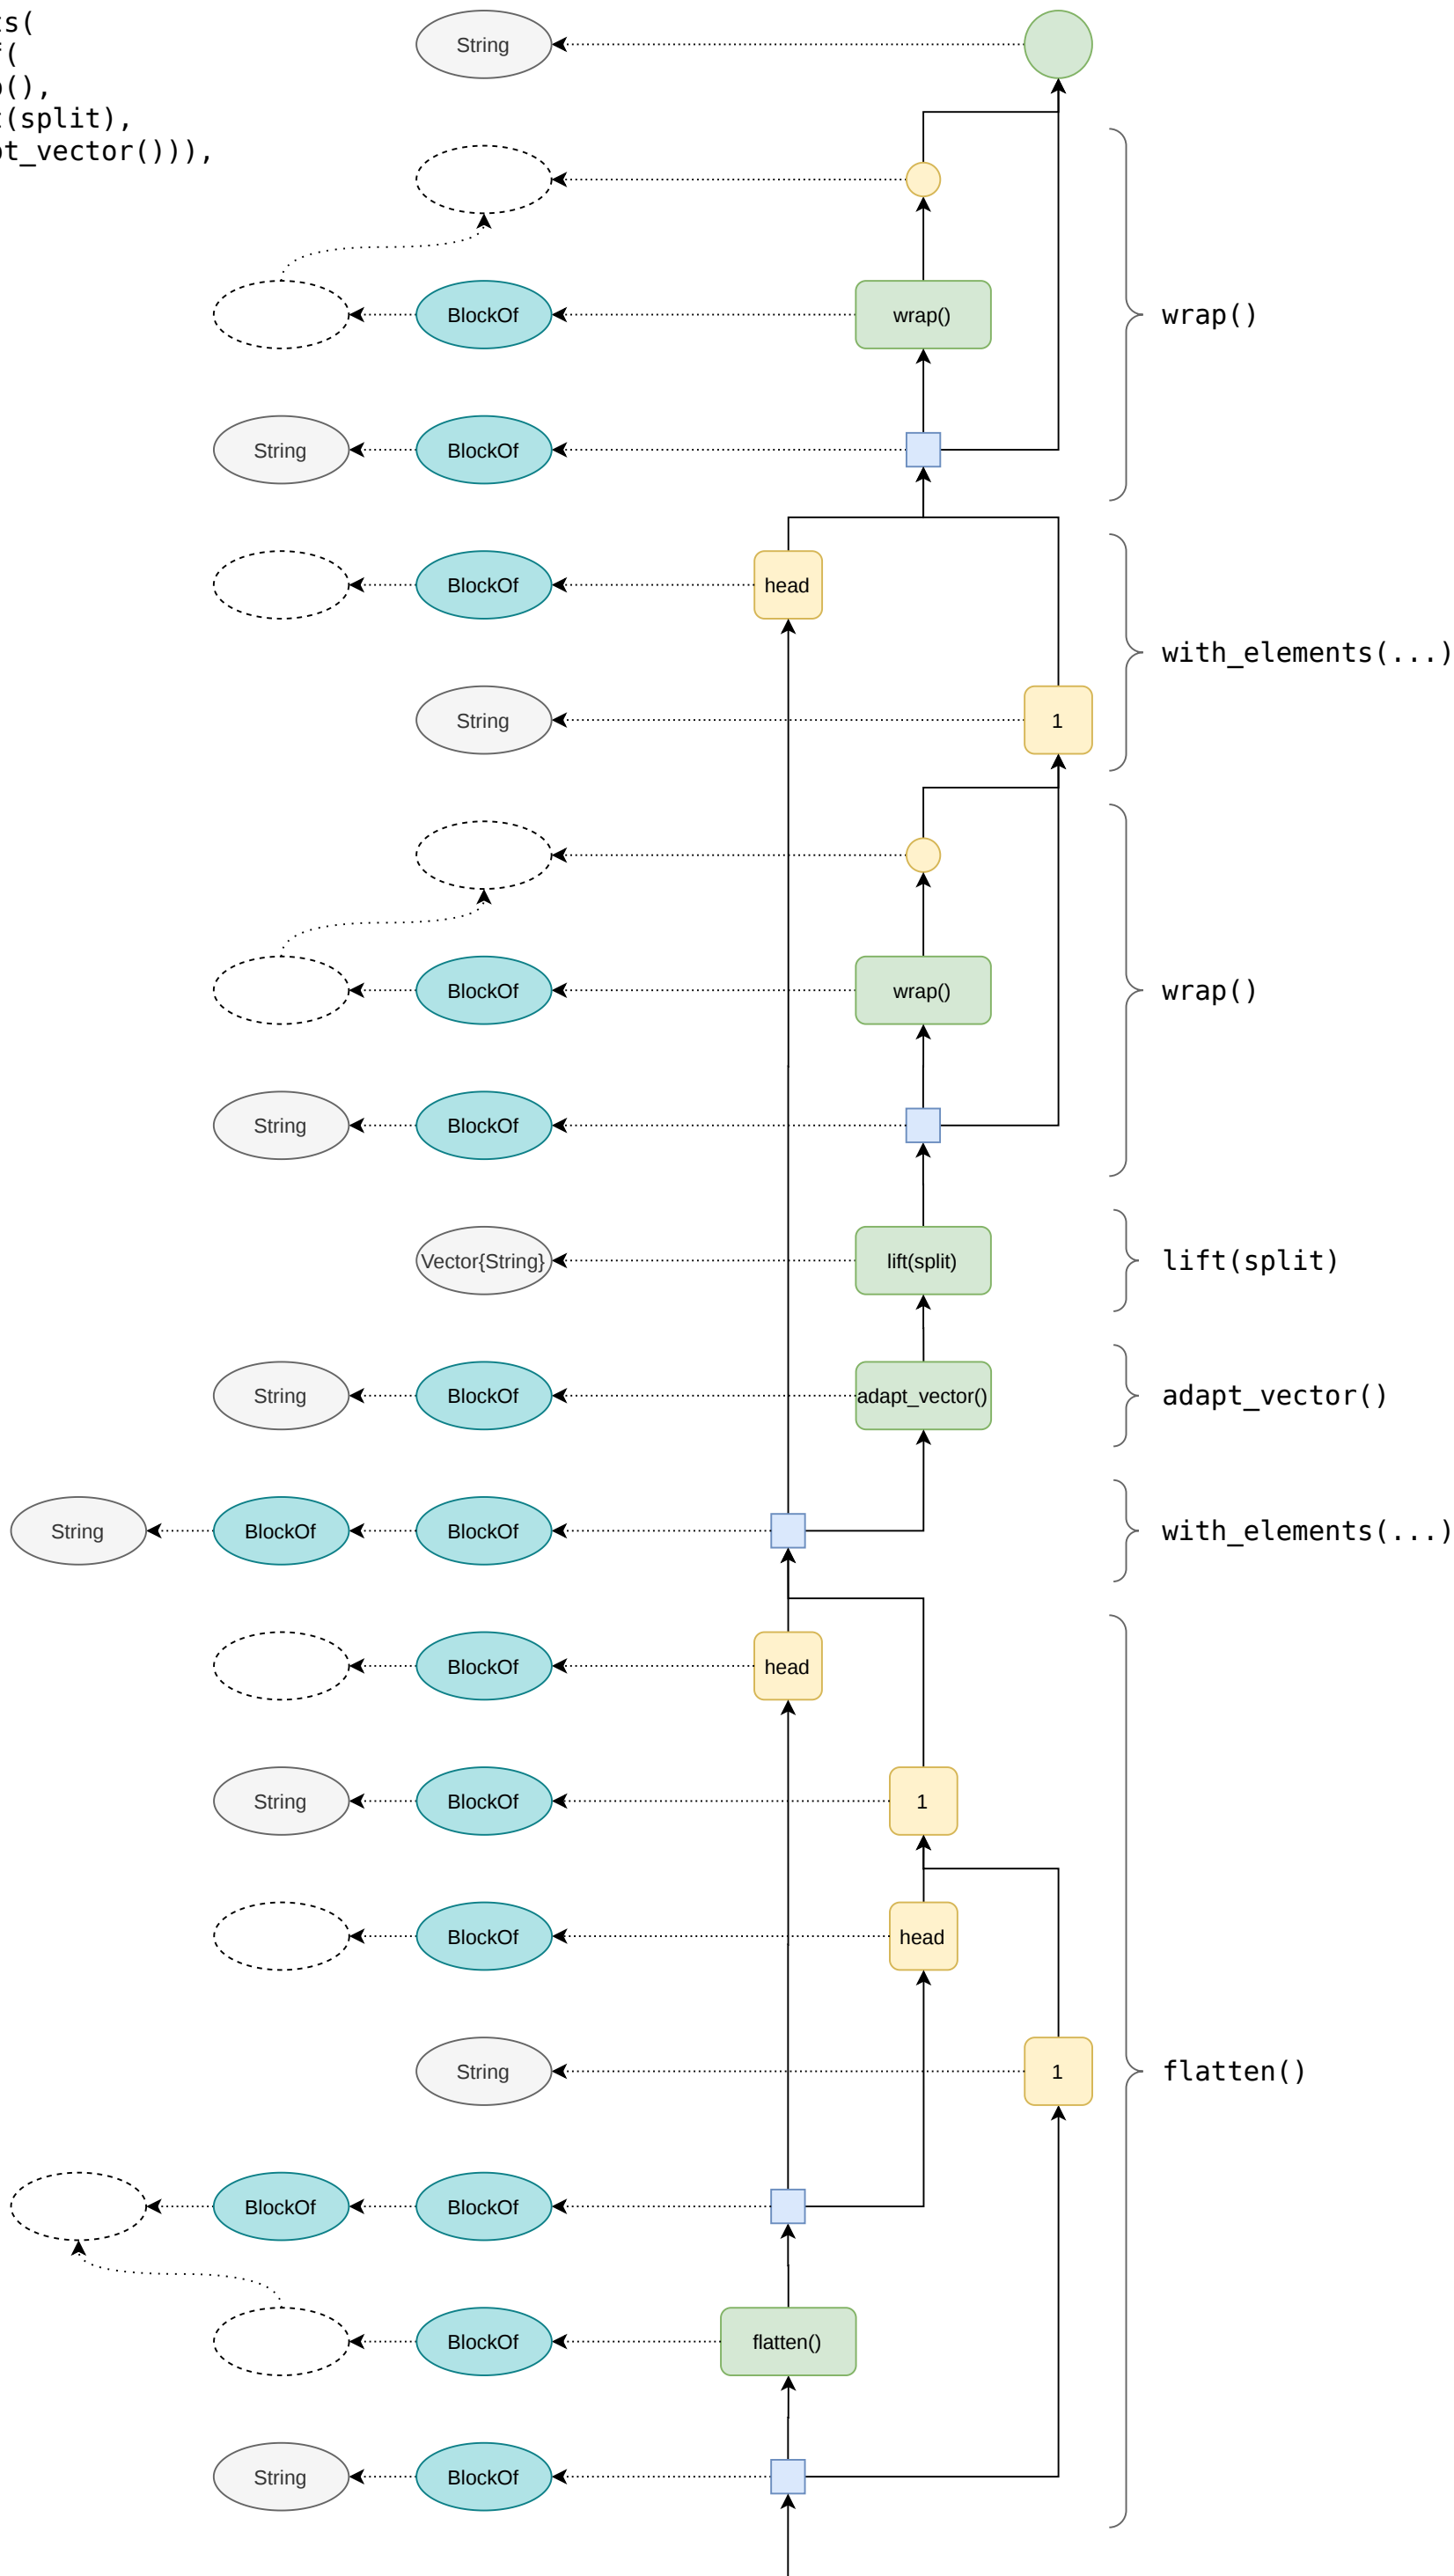 ts(
f(
p(),
t(split),
pt_vector())),
String
BlockOf
wrap()
wrap()
String
BlockOf
BlockOf
head
with_elements(...)
String
1
BlockOf
wrap()
wrap()
String
BlockOf
Vector{String}
lift(split)
lift(split)
String
BlockOf
adapt_vector()
adapt_vector()
String
BlockOf
BlockOf
with_elements(...)
BlockOf
head
String
BlockOf
1
BlockOf
head
String
1
flatten()
BlockOf
BlockOf
BlockOf
flatten()
String
BlockOf